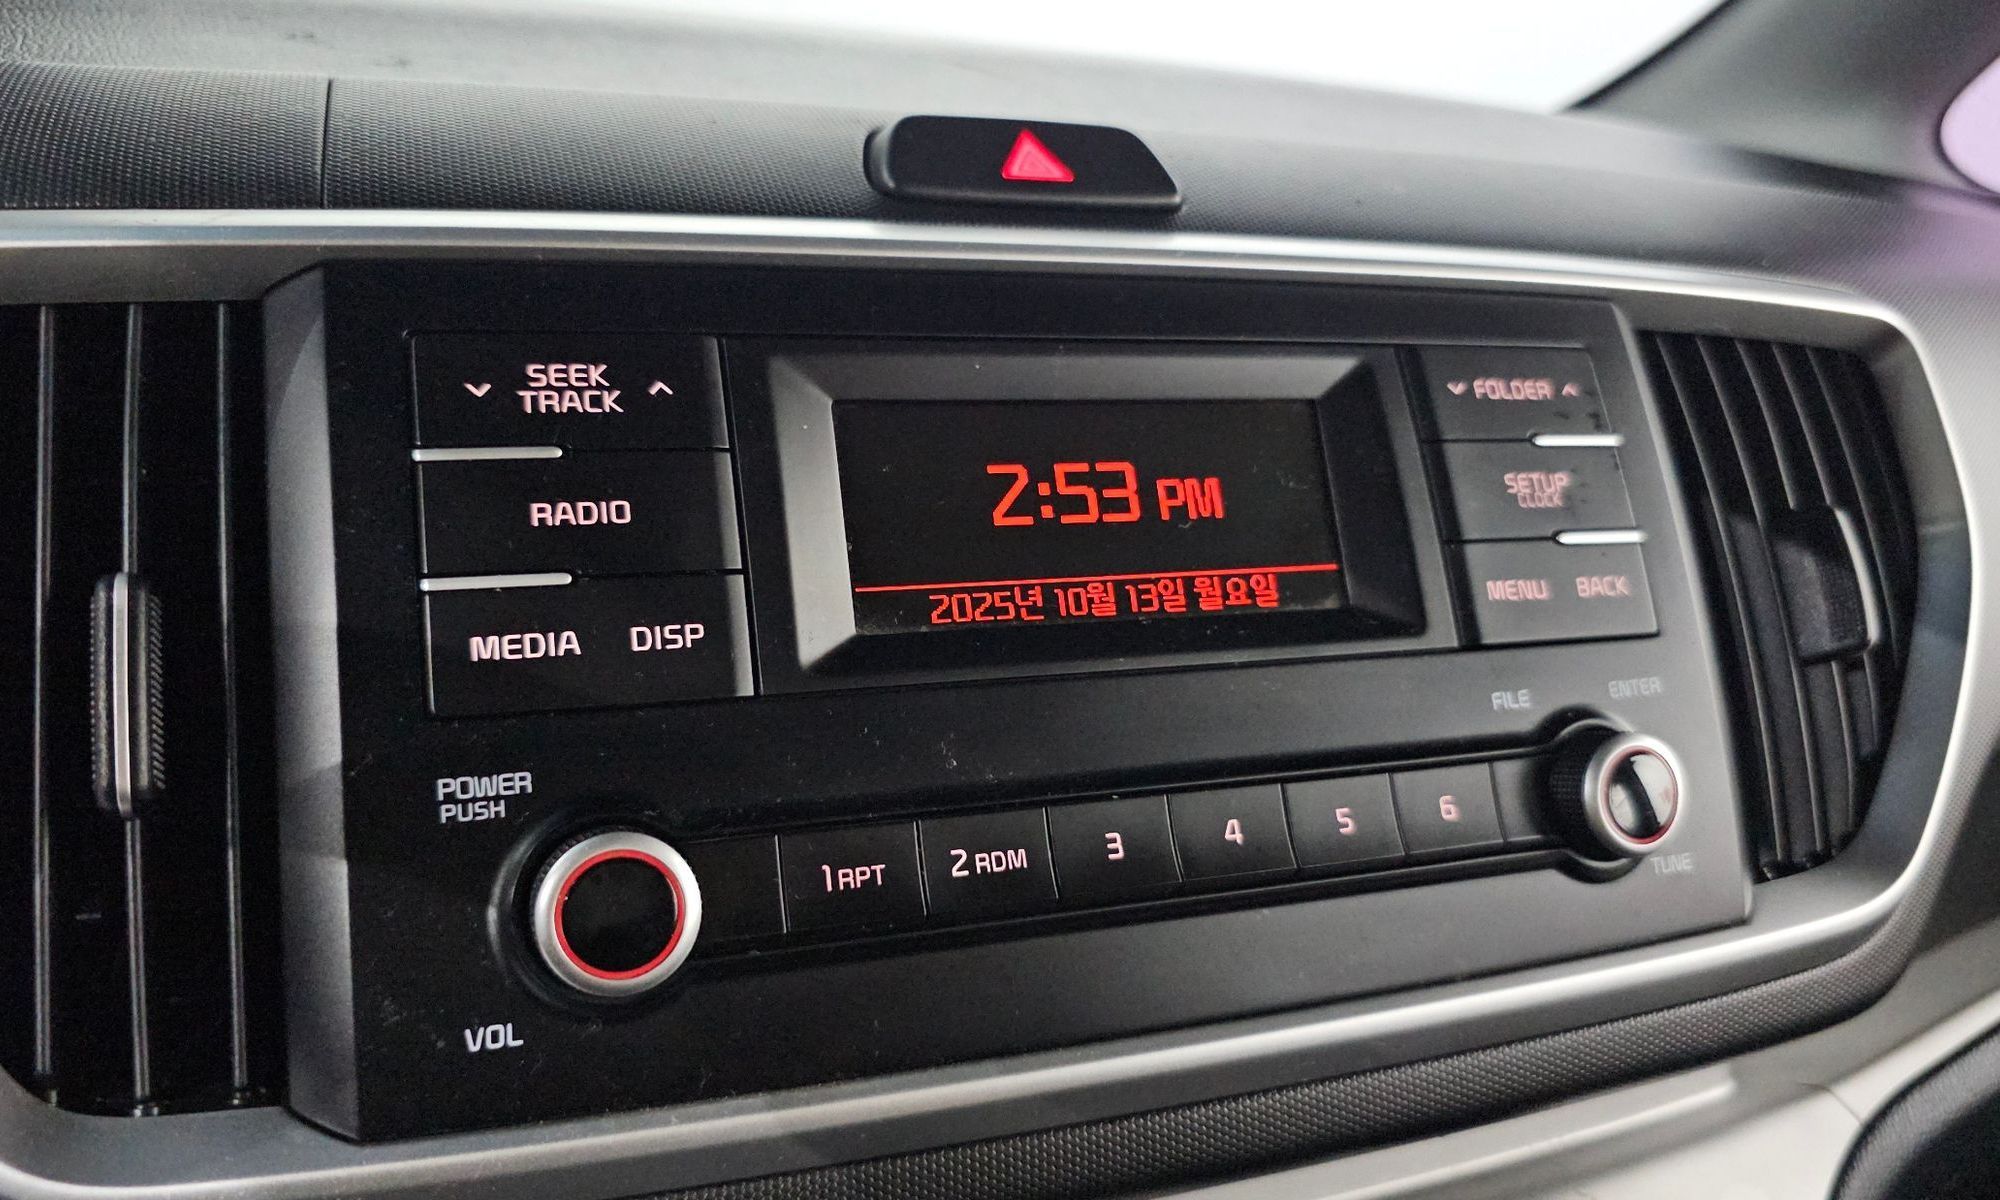 SEEK
TRACK
RADIO
MEDIA DISP
2:53 PM
2025년 10월 13일 월요일
FOLDER
SETUP
CLOCK
MENU BACK
FILE
ENTER
POWER
PUSH
VOL
1 RPT
2 RDM
3
4
5
6
TUNE